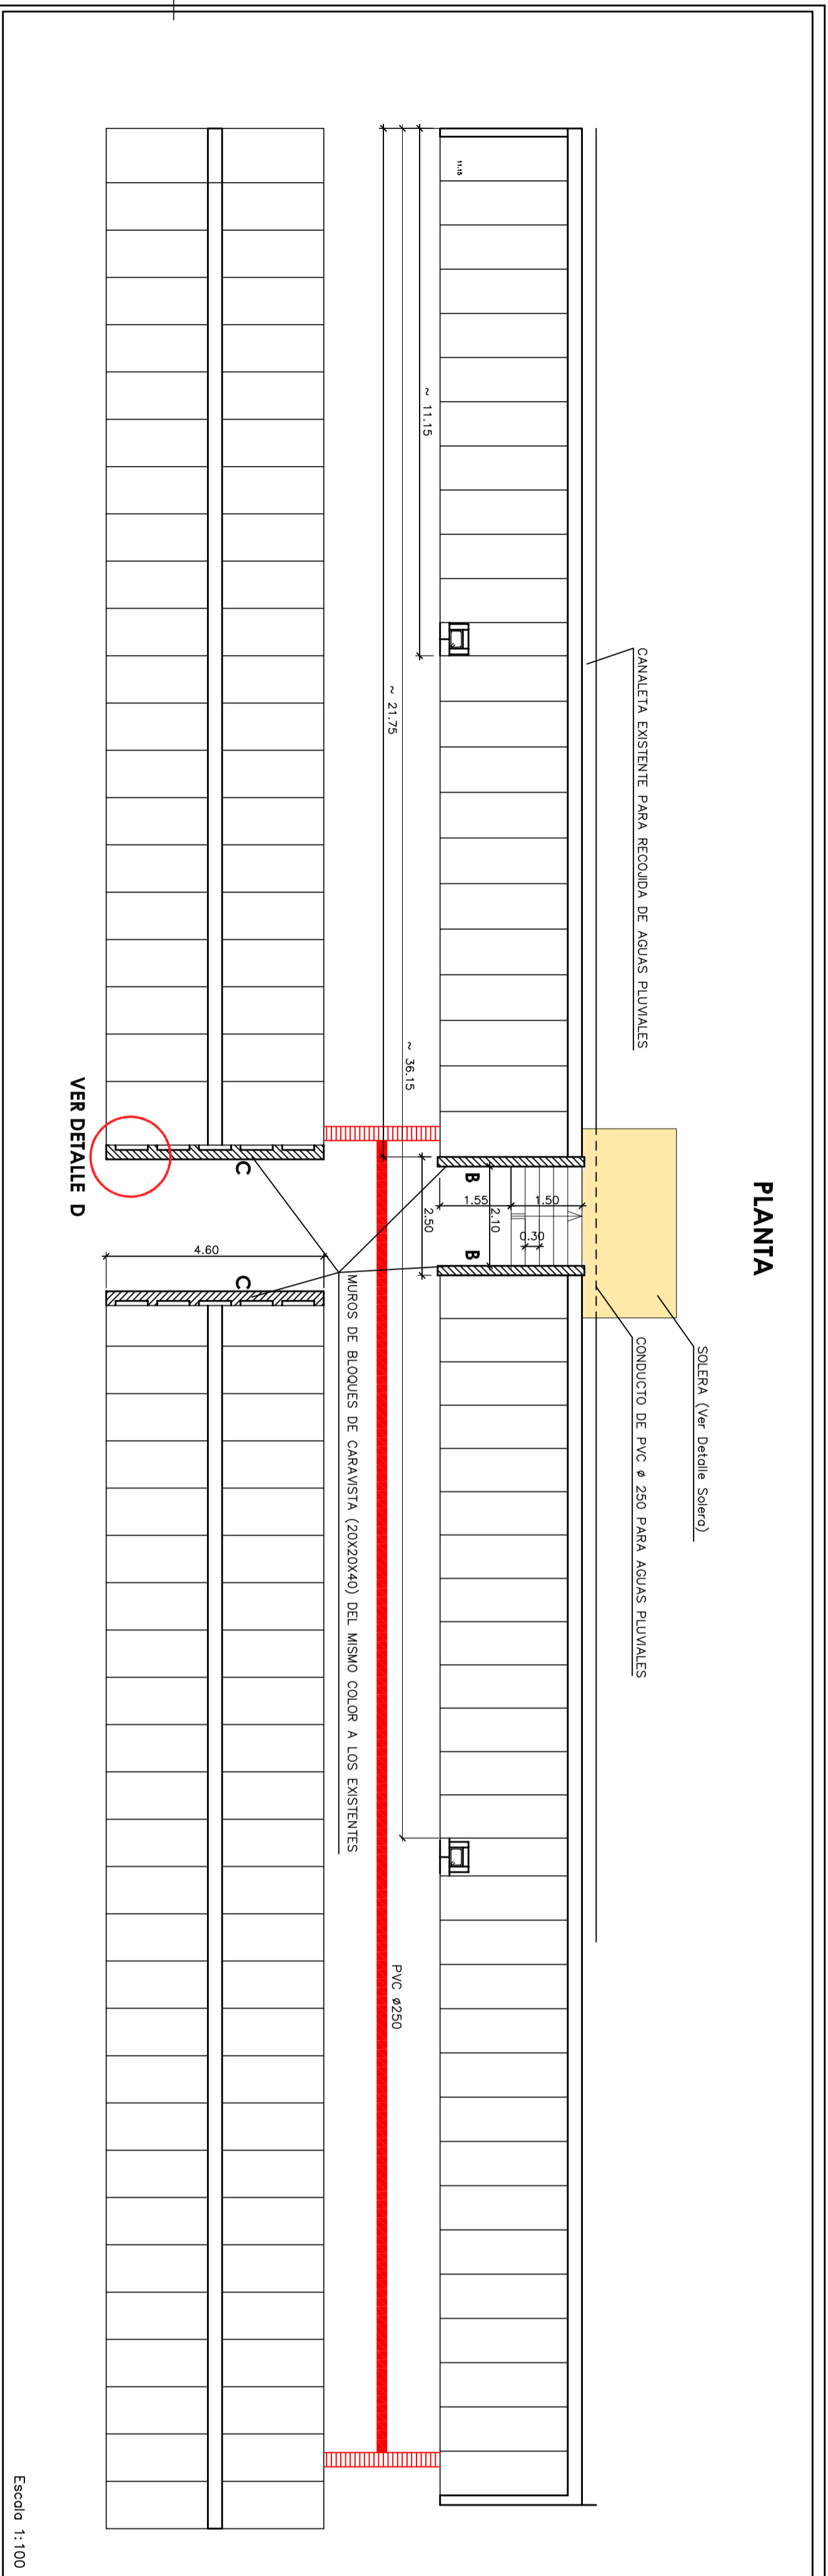 PLANTA
SOLERA (Ver Detalle Solera)
CANALETA EXISTENTE PARA RECOJIDA DE AGUAS PLUVIALES
CONDUCTO DE PVC ø 250 PARA AGUAS PLUVIALES
1.50
0.30
2.10
1.55
B
B
11.15
2.50
~ 11.15
~ 36.15
~ 21.75
PVC ø250
MUROS DE BLOQUES DE CARAVISTA (20X20X40) DEL MISMO COLOR A LOS EXISTENTES
C
C
4.60
VER DETALLE D
Escala 1:100